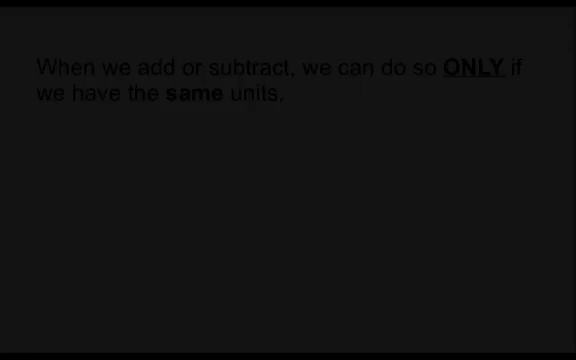 When we add or subtract, we can do so ONLY if
we have the same units.